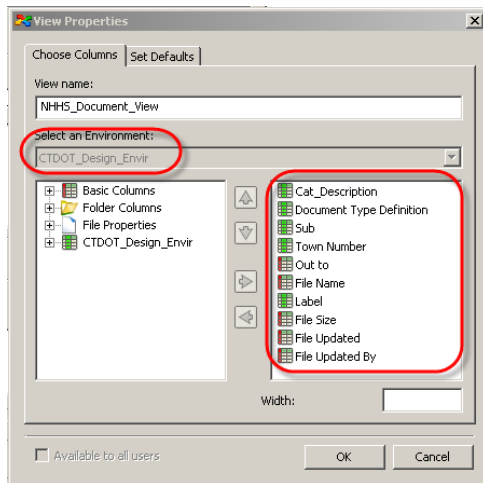 View Properties
Choose Columns
Set Defaults
View name:
NHHS_Document_View
Select an Environment:
CTDOT_Design_Envir
Basic Columns
Folder Columns
File Properties
CTDOT_Design_Envir
Cat_Description
Document Type Definition
Sub
Town Number
Out to
File Name
Label
File Size
File Updated
File Updated By
Width:
Available to all users
OK
Cancel